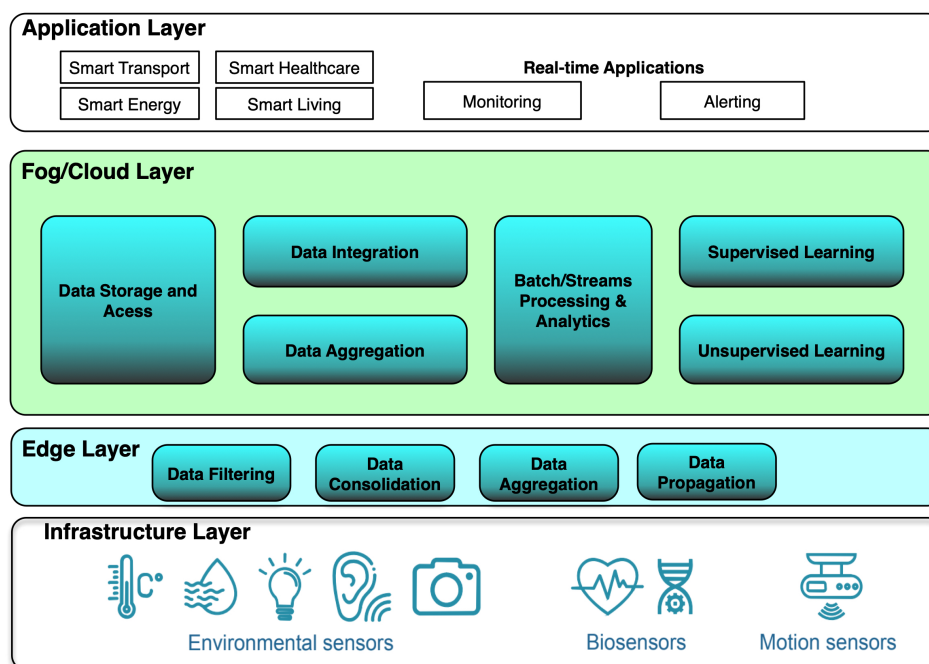 Application Layer
Smart Transport
Smart Healthcare
Smart Energy
Smart Living
Real-time Applications
Monitoring
Alerting
Fog/Cloud Layer
Data Storage and
Acess
Data Integration
Data Aggregation
Batch/Streams
Processing &
Analytics
Supervised Learning
Unsupervised Learning
Edge Layer
Data Filtering
Data
Consolidation
Data
Aggregation
Data
Propagation
Infrastructure Layer
C°
Environmental sensors
Biosensors
Motion sensors